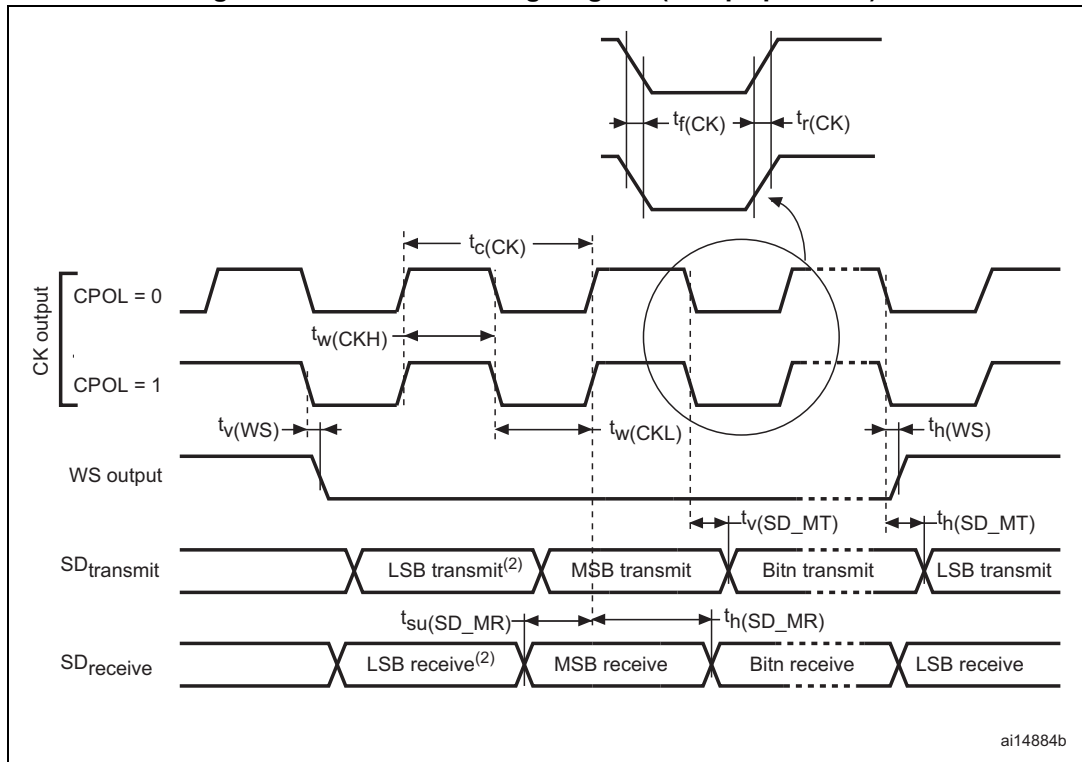 tf(CK)
tr(CK)
tc(CK)
CK output
CPOL = 0
tw(CKH)
CPOL = 1
tv(WS)
tw(CKL)
th(WS)
WS output
tv(SD_MT)
th(SD_MT)
SDtransmit
LSB transmit(2)
MSB transmit
Bitn transmit
LSB transmit
tsu(SD_MR)
th(SD_MR)
SDreceive
LSB receive(2)
MSB receive
Bitn receive
LSB receive
ai14884b